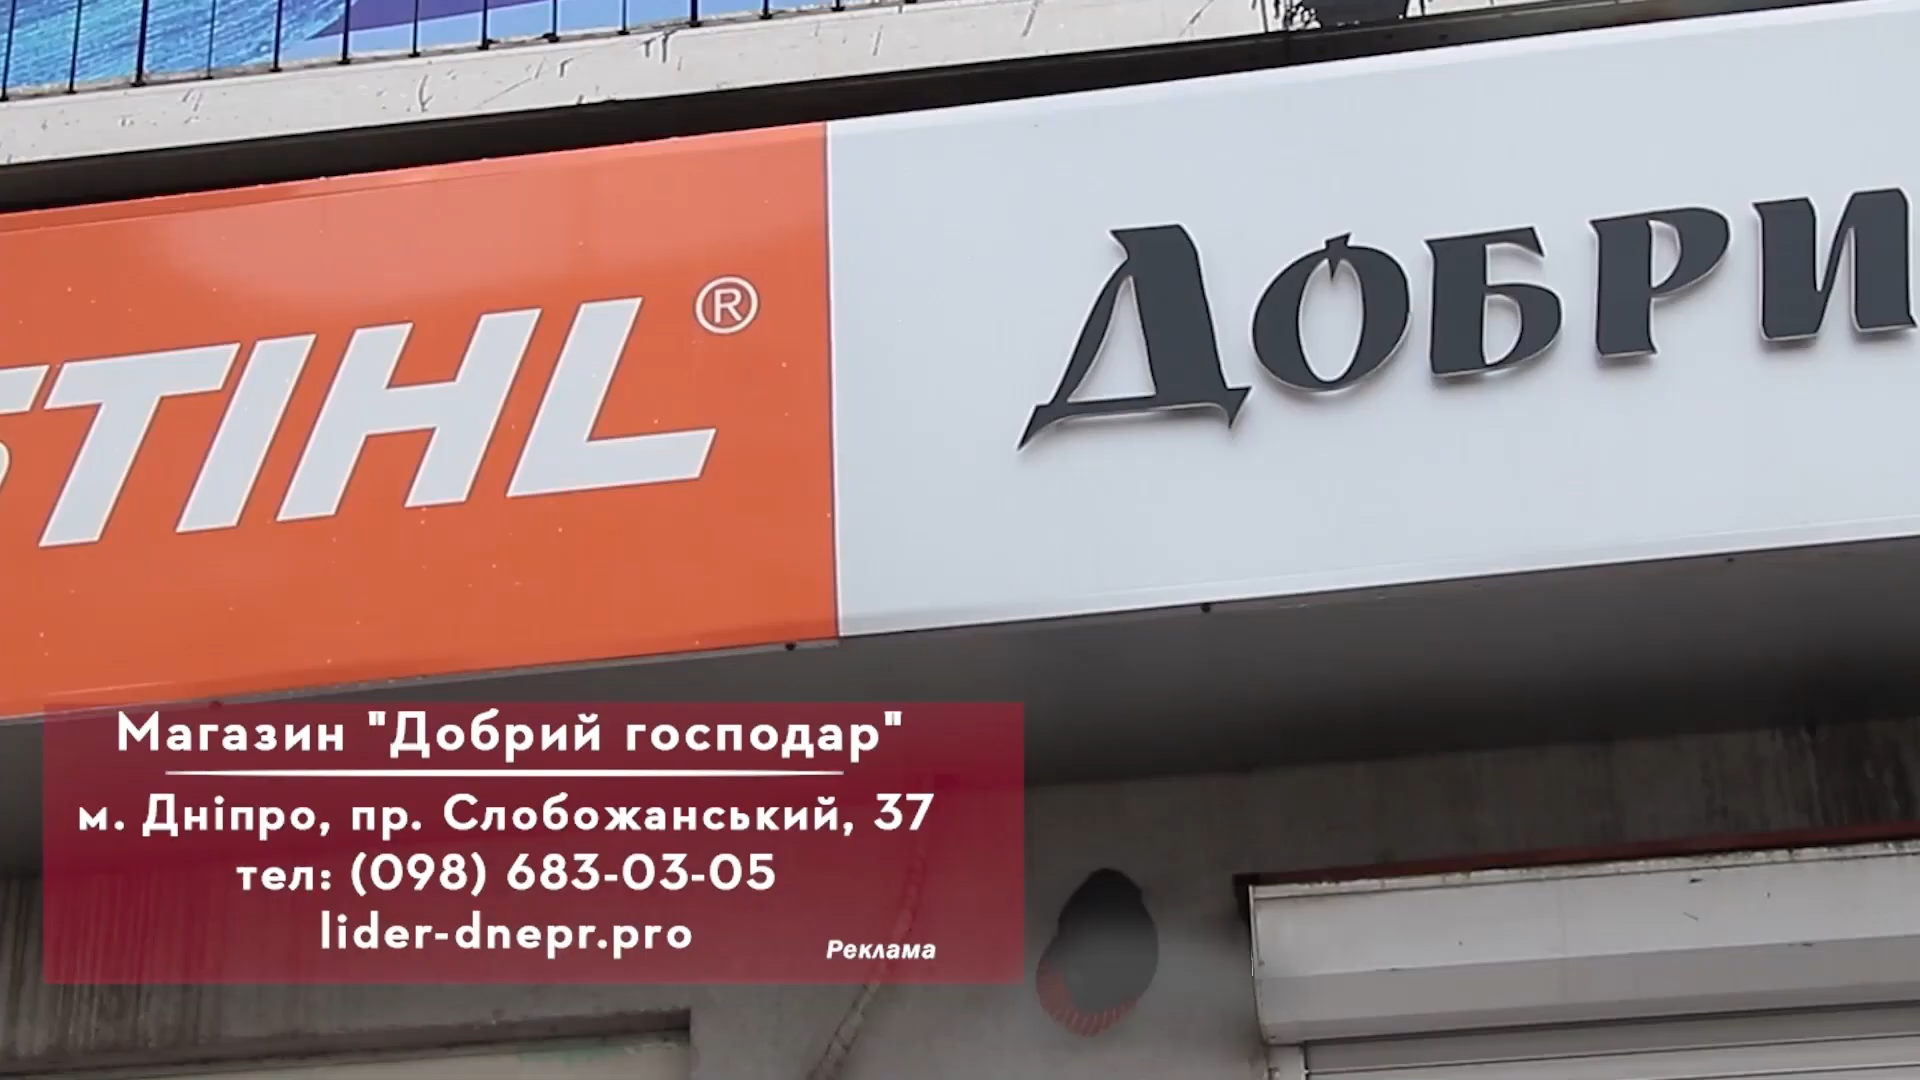 STIHL®
ДОБРИ
Магазин "Добрий господар"
м. Дніпро, пр. Слобожанський, 37
тел: (098) 683-03-05
lider-dnepr.pro
Реклама